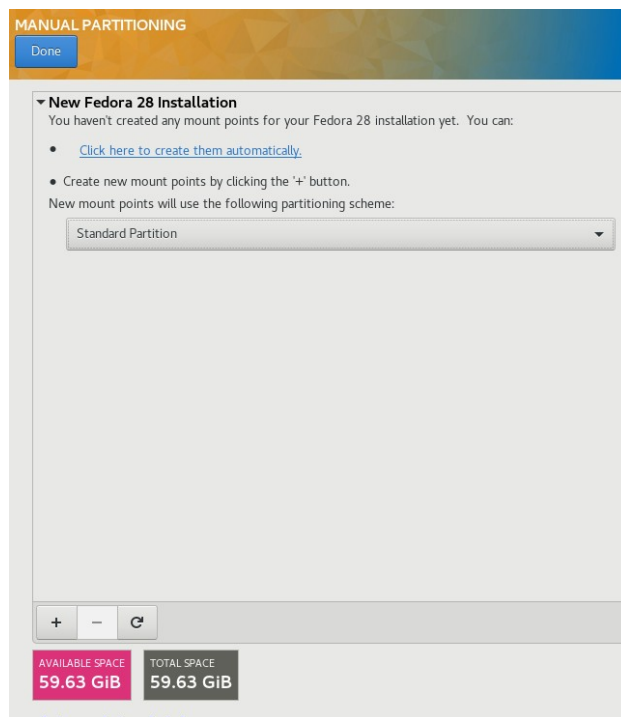 MANUAL PARTITIONING
Done
New Fedora 28 Installation
You haven't created any mount points for your Fedora 28 installation yet. You can:
• Click here to create them automatically.
• Create new mount points by clicking the '+' button.
New mount points will use the following partitioning scheme:
Standard Partition
+ − ⟳
AVAILABLE SPACE TOTAL SPACE
59.63 GiB 59.63 GiB